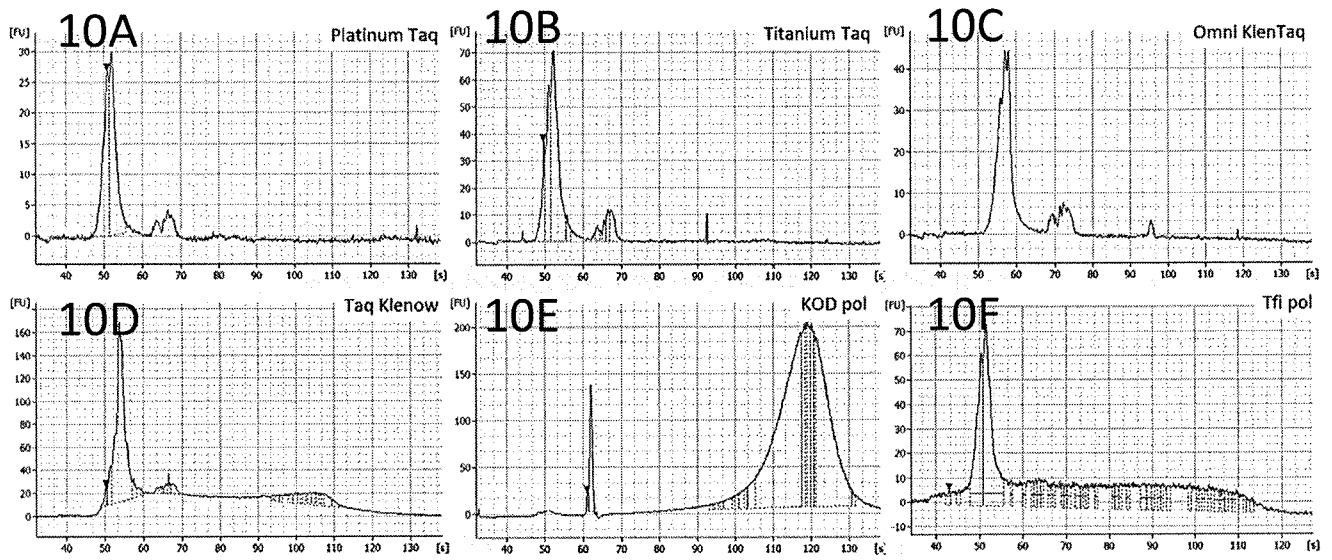 10A
Platinum Taq
[FU]
30
25
20
15
10
5
0
40 50 60 70 80 90 100 110 120 130 [s]
10B
Titanium Taq
[FU]
70
60
50
40
30
20
10
0
40 50 60 70 80 90 100 110 120 130 [s]
10C
Omni KlenTaq
[FU]
40
30
20
10
0
40 50 60 70 80 90 100 110 120 130 [s]
10D
Taq Klenow
[FU]
160
140
120
100
80
60
40
20
0
40 50 60 70 80 90 100 110 120 130 [s]
10E
KOD pol
[FU]
200
150
100
50
0
40 50 60 70 80 90 100 110 120 130 [s]
10F
Tfi pol
[FU]
70
60
50
40
30
20
10
0
-10
40 50 60 70 80 90 100 110 120 130 [s]